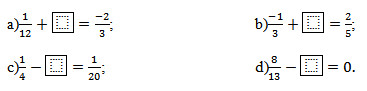 a) 1/12 + □ = -2/3; b) -1/3 + □ = 2/5;
c) 1/4 − □ = 1/20; d) 8/13 − □ = 0.